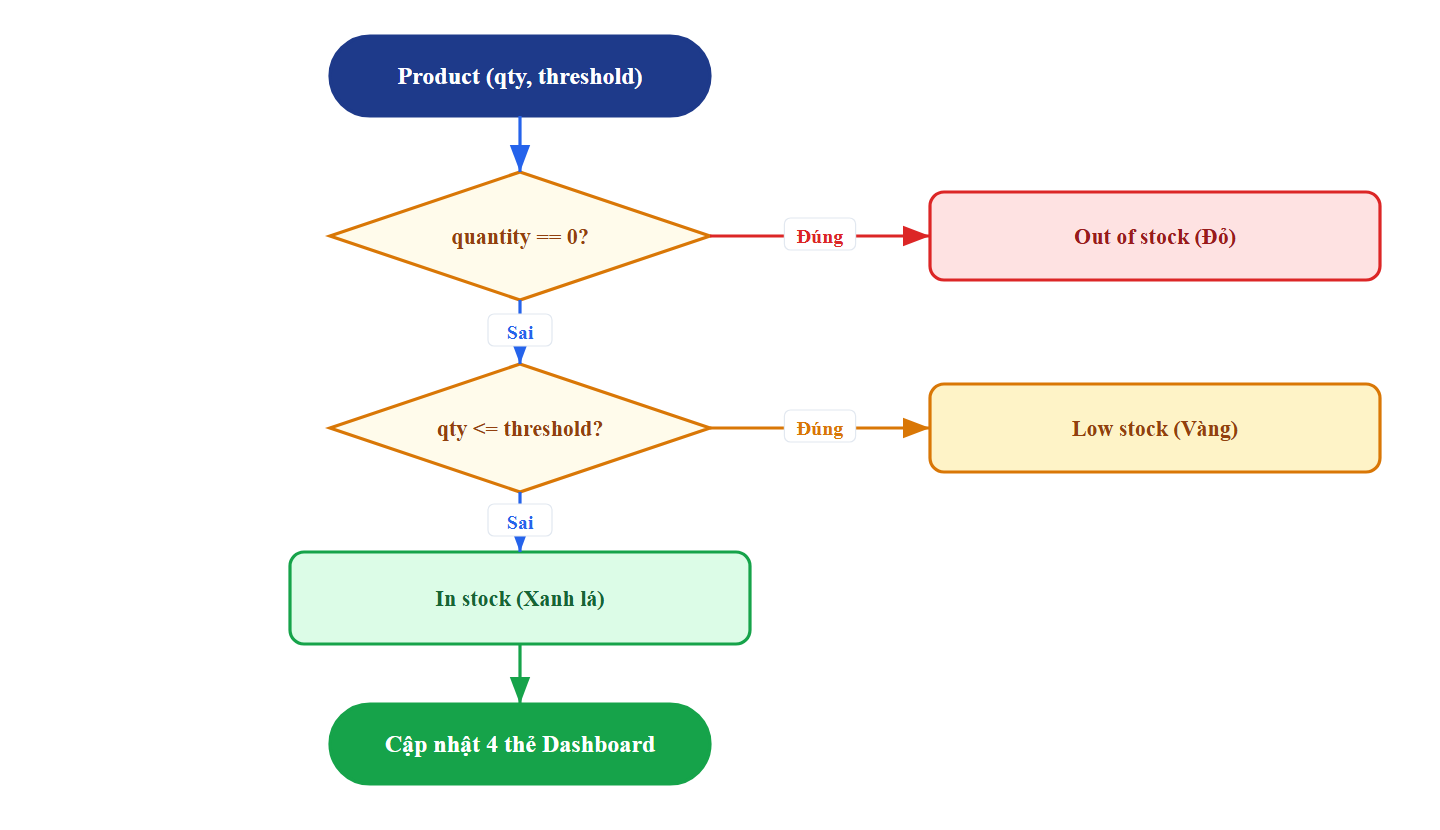 Product (qty, threshold)
quantity == 0?
Đúng
Out of stock (Đỏ)
Sai
qty <= threshold?
Đúng
Low stock (Vàng)
Sai
In stock (Xanh lá)
Cập nhật 4 thẻ Dashboard